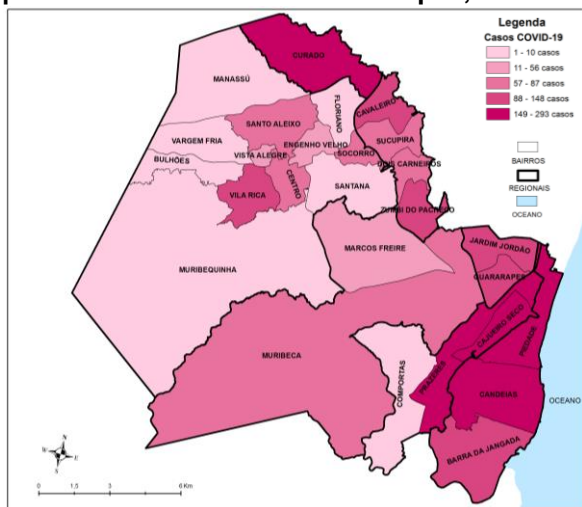 Legenda
Casos COVID-19
1 - 10 casos
11 - 56 casos
57 - 87 casos
88 - 148 casos
149 - 293 casos
BAIRROS
REGIONAIS
OCEANO
CURADO
MANASSÚ
FLORIANO
CAVALEIRO
SANTO ALEIXO
VARGEM FRIA
ENGENHO VELHO
SUCUPIRA
BULHÕES
VISTA ALEGRE
SOCORRO
DOIS CARNEIROS
CENTRO
SANTANA
VILA RICA
ZUMBI DO PACHECO
MARCOS FREIRE
JARDIM JORDÃO
MURIBEQUINHA
GUARARAPES
CAJUEIRO SECO
PIEDADE
MURIBECA
COMPORTAS
PRAZERES
CANDEIAS
OCEANO
BARRA DA JANGADA
N
W E
S
0 1,5 3 6 Km